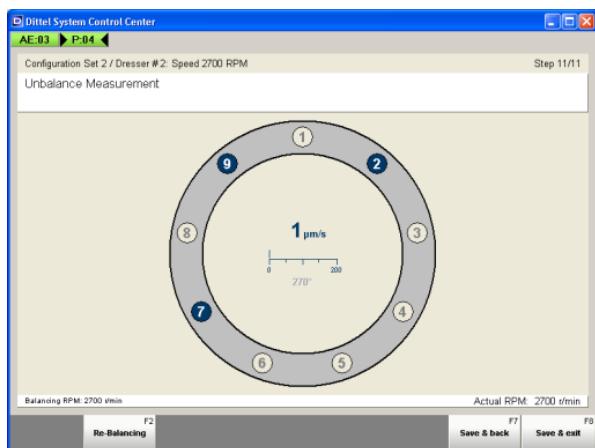 Dittel System Control Center
AE:03 P:04
Configuration Set 2 / Dresser #2: Speed 2700 RPM Step 11/11
Unbalance Measurement
1
9 2
8 3
1 µm/s
0 200
270°
7 4
6 5
Balancing RPM: 2700 r/min Actual RPM: 2700 r/min
F2 F7 F8
Re-Balancing Save & back Save & exit